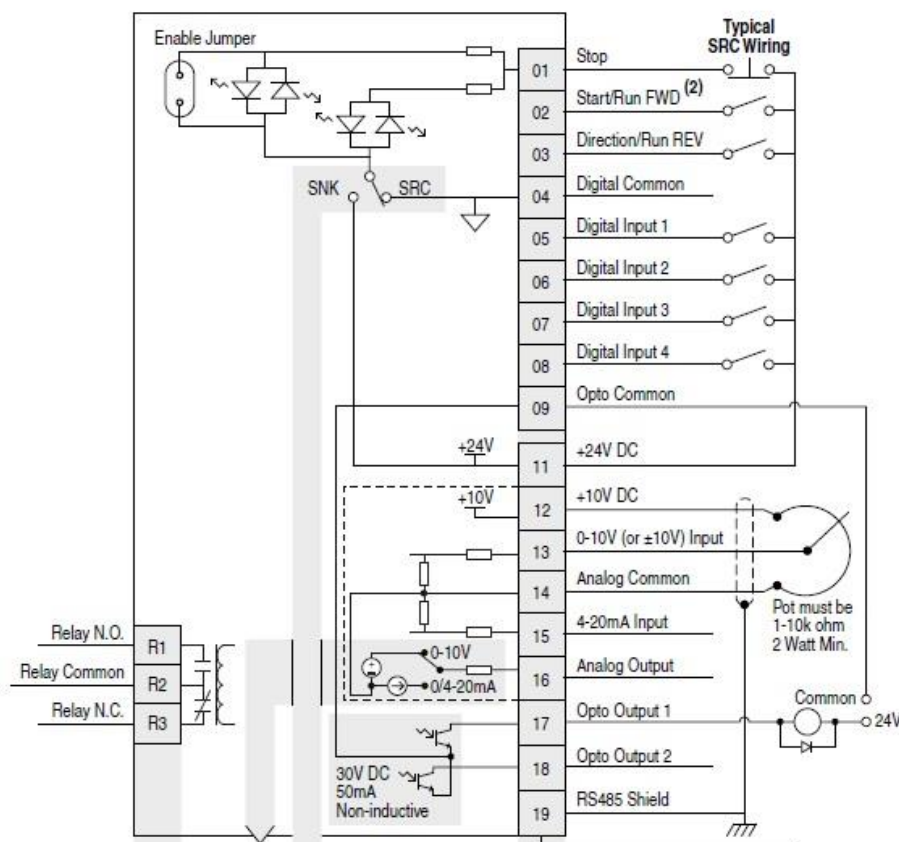 Enable Jumper
Typical
SRC Wiring
01 Stop
02 Start/Run FWD (2)
03 Direction/Run REV
SNK SRC
04 Digital Common
05 Digital Input 1
06 Digital Input 2
07 Digital Input 3
08 Digital Input 4
09 Opto Common
+24V 11 +24V DC
+10V 12 +10V DC
13 0-10V (or ±10V) Input
14 Analog Common
Pot must be
1-10k ohm
2 Watt Min.
15 4-20mA Input
Relay N.O. R1
Relay Common R2
Relay N.C. R3
0-10V
0/4-20mA
16 Analog Output
17 Opto Output 1
Common
24V
18 Opto Output 2
30V DC
50mA
Non-inductive
19 RS485 Shield